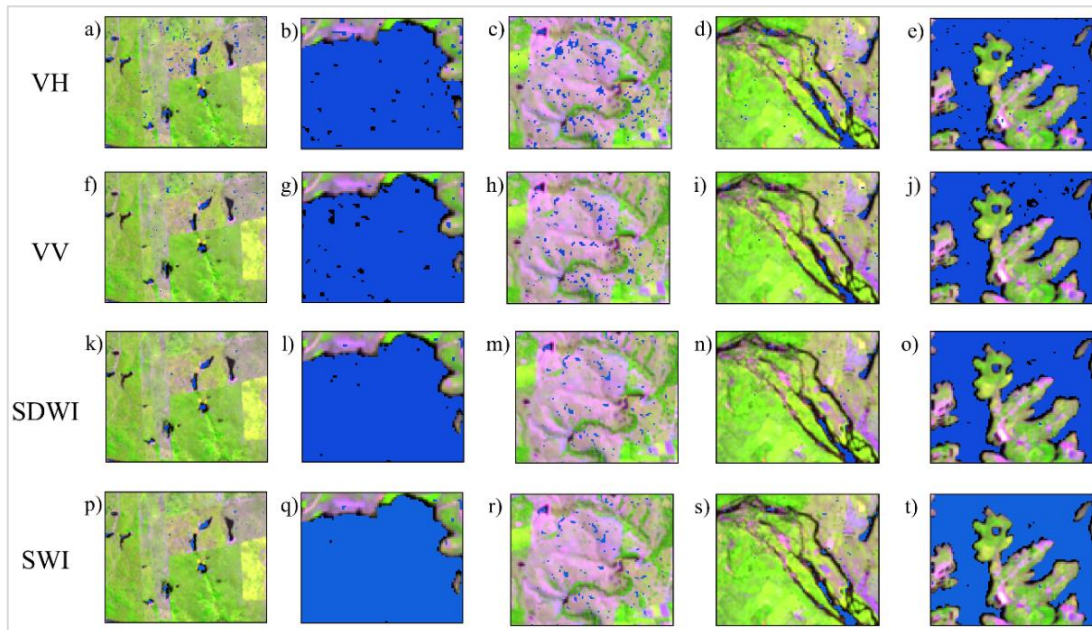 a) b) c) d) e)
VH
f) g) h) i) j)
VV
k) l) m) n) o)
SDWI
p) q) r) s) t)
SWI